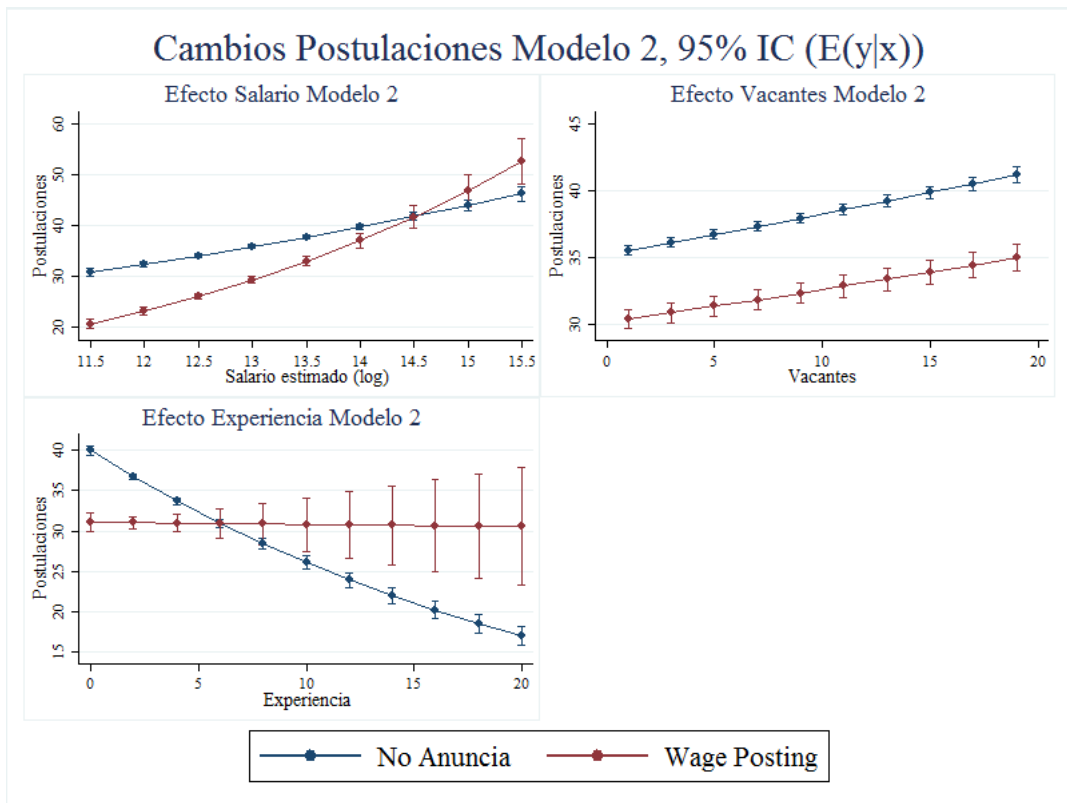 Cambios Postulaciones Modelo 2, 95% IC (E(y|x))
Efecto Salario Modelo 2
Postulaciones
60
50
40
30
20
11.5 12 12.5 13 13.5 14 14.5 15 15.5
Salario estimado (log)
Efecto Vacantes Modelo 2
Postulaciones
45
40
35
30
0 5 10 15 20
Vacantes
Efecto Experiencia Modelo 2
Postulaciones
40
35
30
25
20
15
0 5 10 15 20
Experiencia
No Anuncia Wage Posting